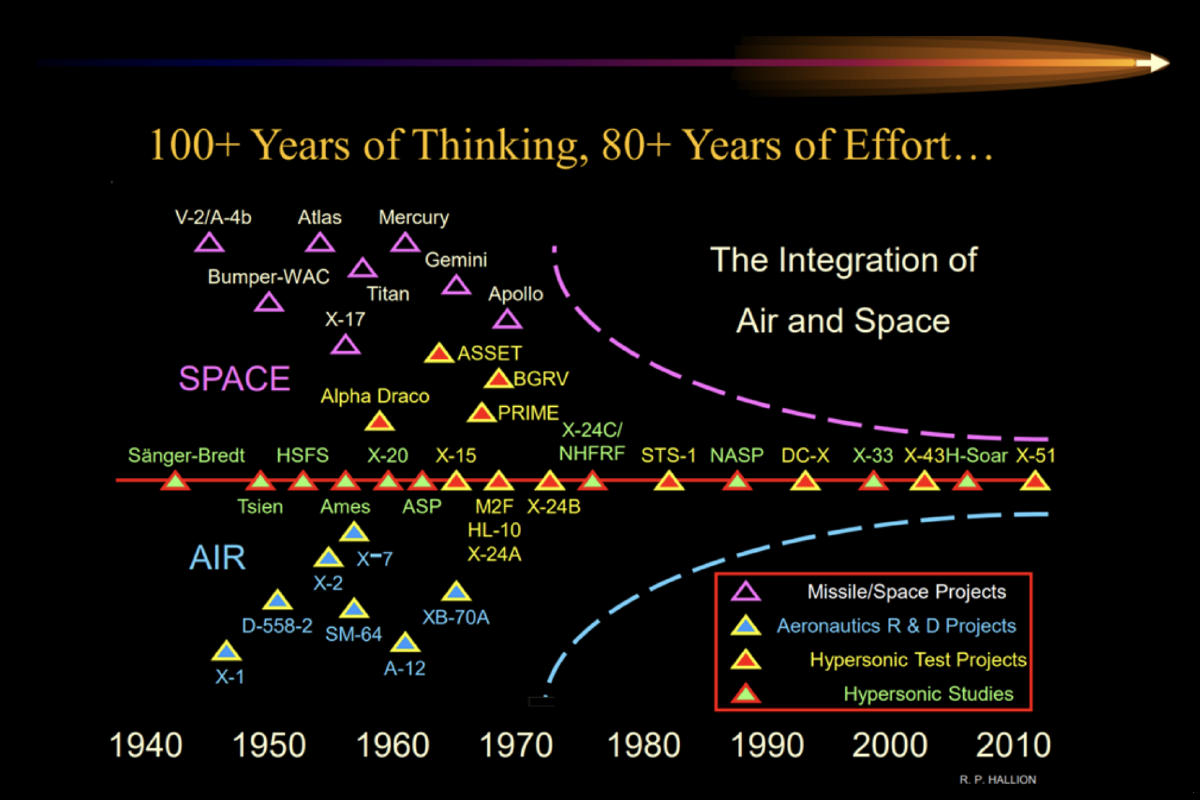 100+ Years of Thinking, 80+ Years of Effort…
V-2/A-4b
Atlas
Mercury
Bumper-WAC
Titan
Gemini
Apollo
X-17
The Integration of
Air and Space
SPACE
ASSET
BGRV
Alpha Draco
PRIME
X-24C/
NHFRF
Sänger-Bredt
HSFS
X-20
X-15
STS-1
NASP
DC-X
X-33
X-43
H-Soar
X-51
Tsien
Ames
ASP
M2F
HL-10
X-24A
X-24B
AIR
X-7
X-2
D-558-2
SM-64
XB-70A
X-1
A-12
Missile/Space Projects
Aeronautics R & D Projects
Hypersonic Test Projects
Hypersonic Studies
1940 1950 1960 1970 1980 1990 2000 2010
R. P. HALLION